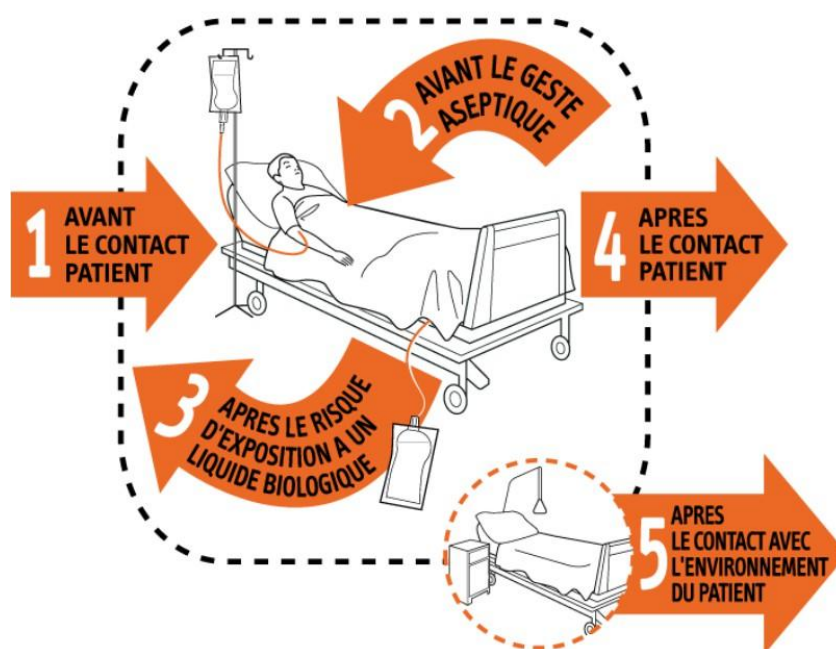 1 AVANT
LE CONTACT
PATIENT
2 AVANT LE GESTE
ASEPTIQUE
3 APRES LE RISQUE
D'EXPOSITION A UN
LIQUIDE BIOLOGIQUE
4 APRES
LE CONTACT
PATIENT
5 APRES
LE CONTACT AVEC
L'ENVIRONNEMENT
DU PATIENT